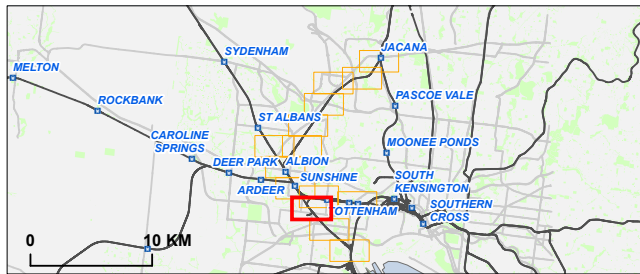 JACANA
SYDENHAM
MELTON
PASCOE VALE
ROCKBANK
ST ALBANS
CAROLINE
SPRINGS
MOONEE PONDS
DEER PARK
ALBION
ARDEER
SUNSHINE
SOUTH
KENSINGTON
TOTTENHAM
SOUTHERN
CROSS
0 10 KM